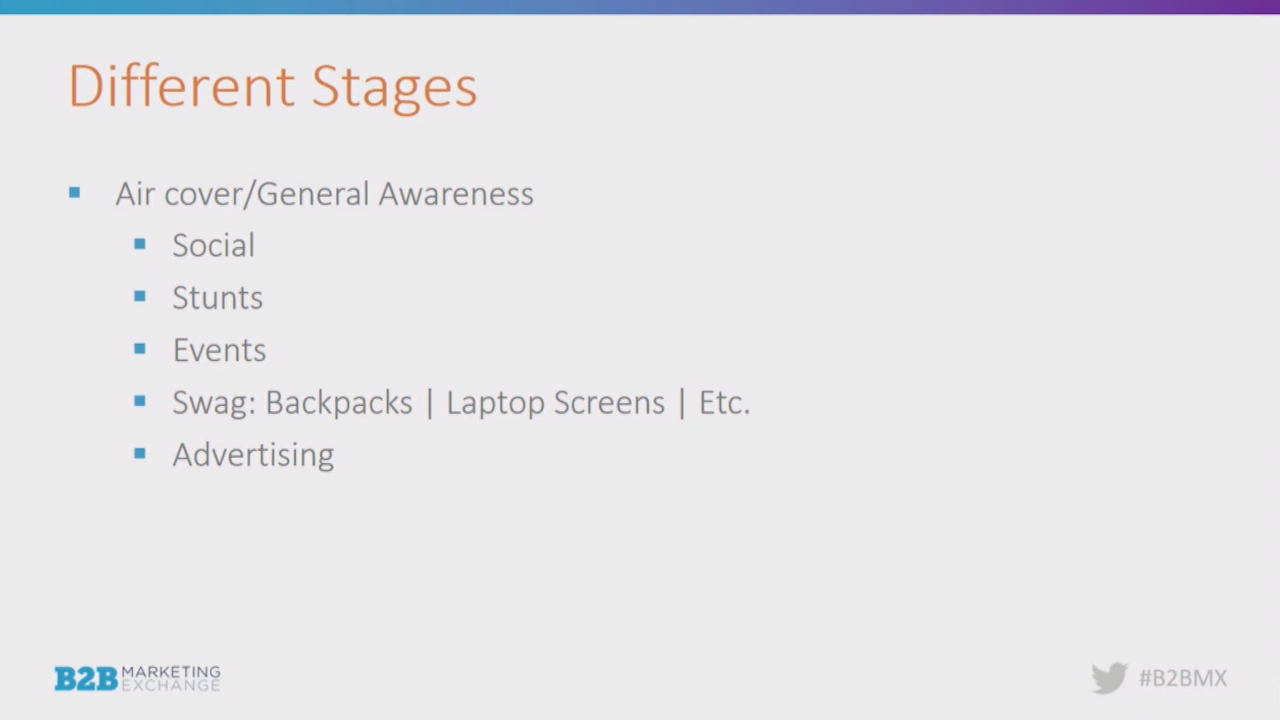 Different Stages
Air cover/General Awareness
Social
Stunts
Events
Swag: Backpacks | Laptop Screens | Etc.
Advertising
B2B MARKETING
EXCHANGE
#B2BMX